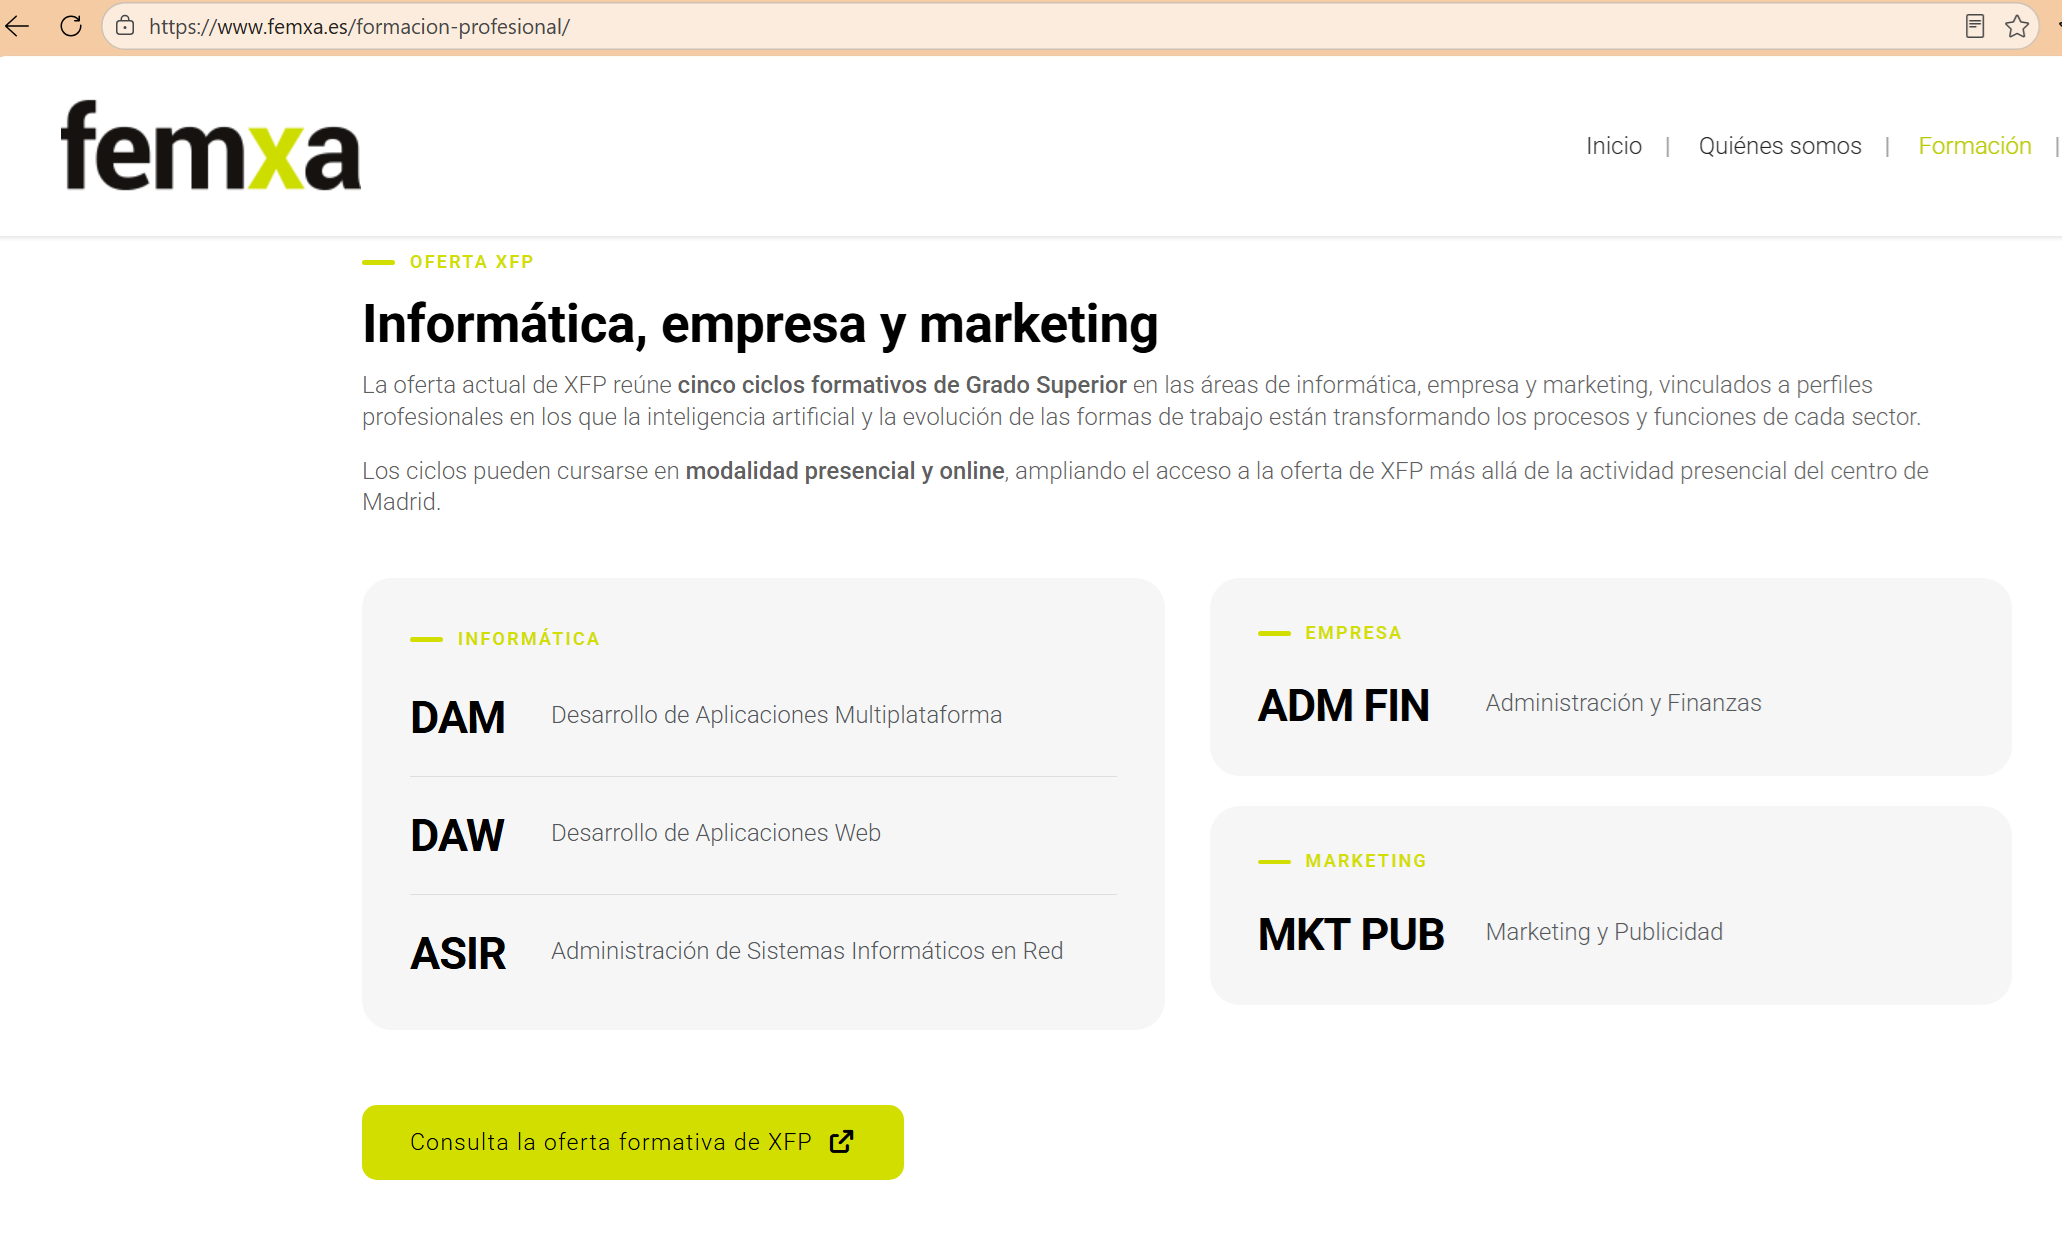 https://www.femxa.es/formacion-profesional/
femxa
Inicio | Quiénes somos | Formación |
OFERTA XFP
Informática, empresa y marketing
La oferta actual de XFP reúne cinco ciclos formativos de Grado Superior en las áreas de informática, empresa y marketing, vinculados a perfiles
profesionales en los que la inteligencia artificial y la evolución de las formas de trabajo están transformando los procesos y funciones de cada sector.
Los ciclos pueden cursarse en modalidad presencial y online, ampliando el acceso a la oferta de XFP más allá de la actividad presencial del centro de
Madrid.
INFORMÁTICA
DAM Desarrollo de Aplicaciones Multiplataforma
DAW Desarrollo de Aplicaciones Web
ASIR Administración de Sistemas Informáticos en Red
EMPRESA
ADM FIN Administración y Finanzas
MARKETING
MKT PUB Marketing y Publicidad
Consulta la oferta formativa de XFP